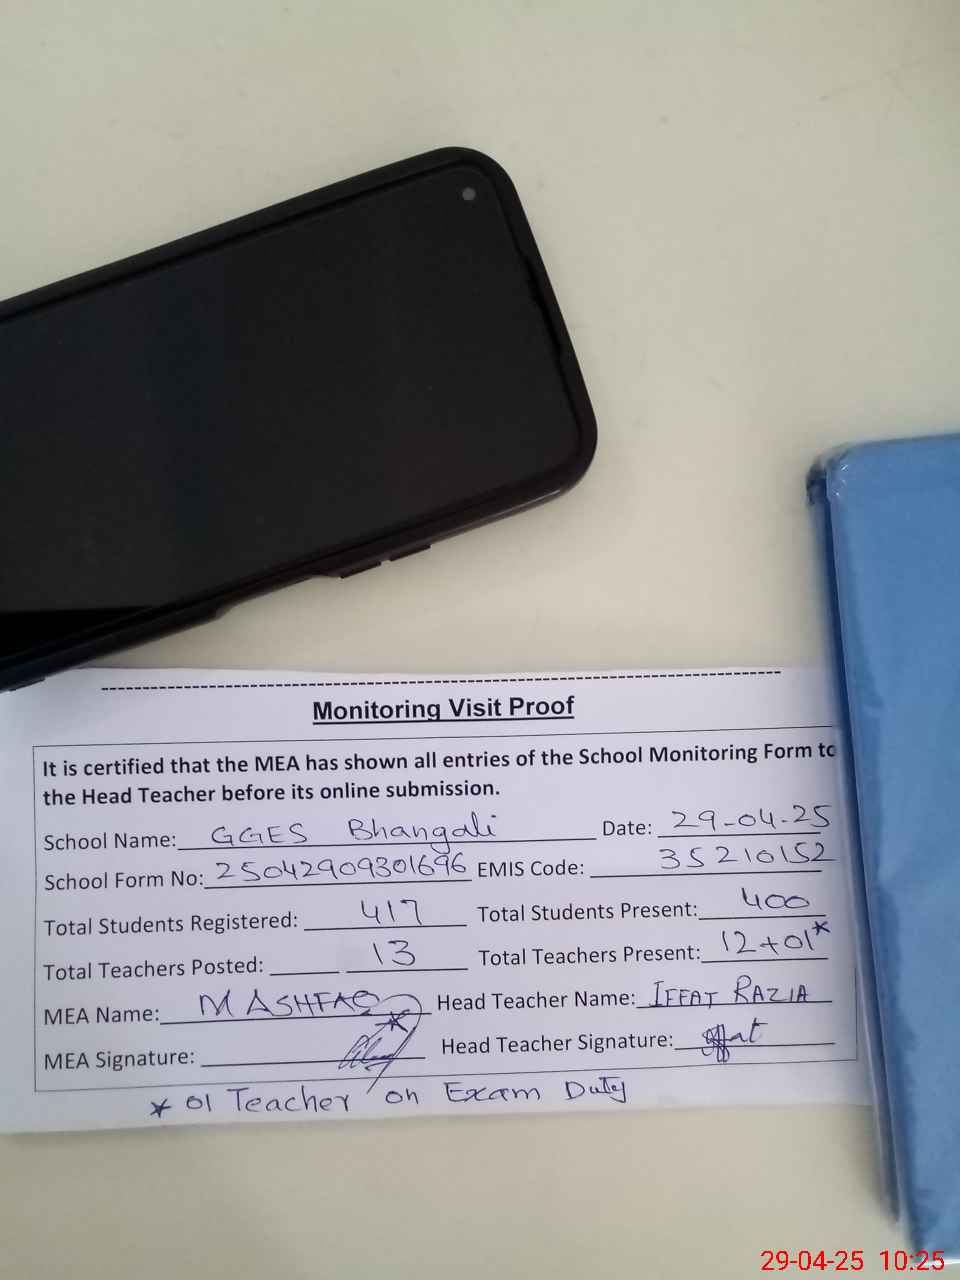 Monitoring Visit Proof
It is certified that the MEA has shown all entries of the School Monitoring Form to
the Head Teacher before its online submission.
School Name: GGES Bhangali Date: 29-04-25
School Form No: 25042909301696 EMIS Code: 35210152
Total Students Registered: 417 Total Students Present: 400
Total Teachers Posted: 13 Total Teachers Present: 12+01*
MEA Name: M ASHFAQ Head Teacher Name: IFFAT RAZIA
MEA Signature: Head Teacher Signature: Iffat
* 01 Teacher on Exam Duty
29-04-25 10:25